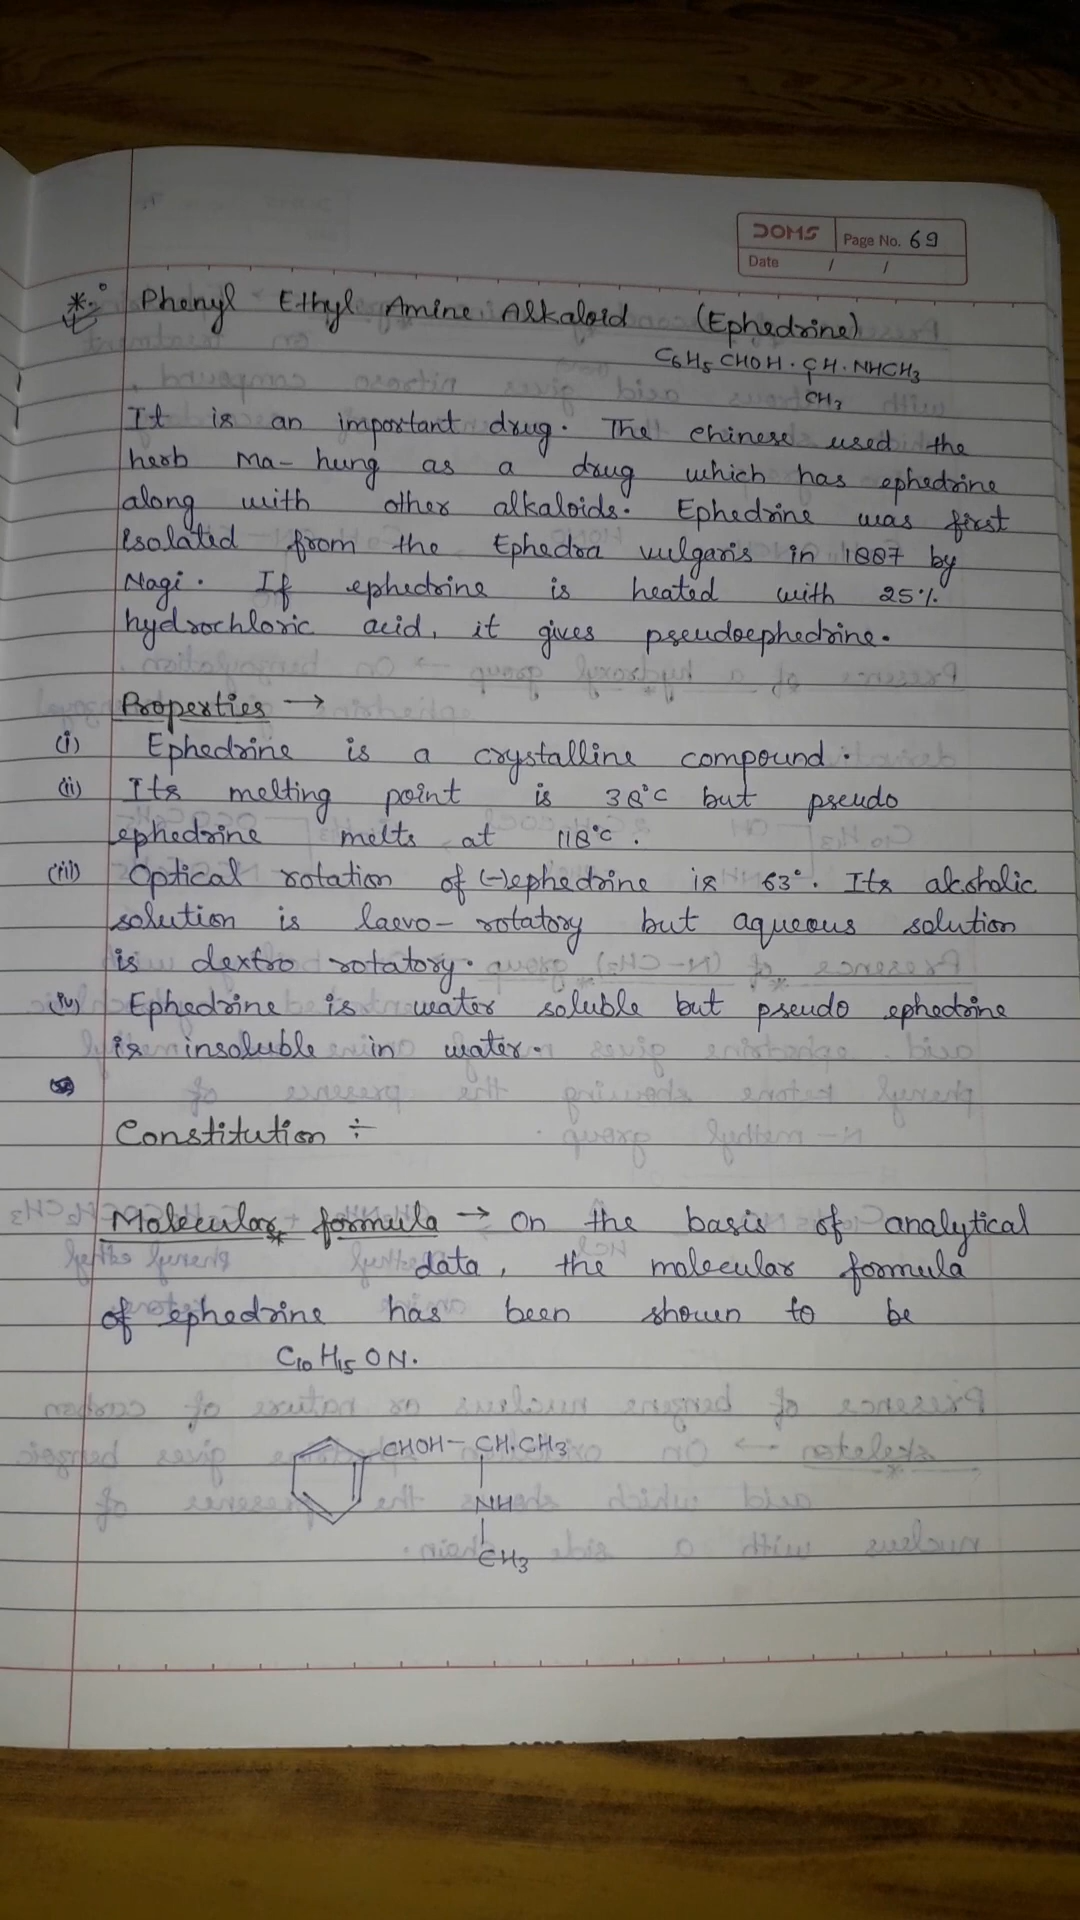 DOMS Page No. 69
Date / /
Phenyl Ethyl Amine Alkaloid (Ephedrine)
C6H5 CHOH . CH . NHCH3
CH3
It is an important drug. The chinese used the
herb Ma- hung as a drug which has ephedrine
along with other alkaloids. Ephedrine was first
isolated from the Ephedra vulgaris in 1887 by
Nagi. If ephedrine is heated with 25%
hydrochloric acid, it gives pseudoephedrine.
Properties →
(i) Ephedrine is a crystalline compound.
(ii) Its melting point is 38°C but pseudo
ephedrine melts at 118°C.
(iii) Optical rotation of (-)ephedrine is 63°. Its alcoholic
solution is laevo- rotatory but aqueous solution
is dextro rotatory.
(iv) Ephedrine is water soluble but pseudo ephedrine
is insoluble in water.
Constitution ÷
Molecular formula → On the basis of analytical
data, the molecular formula
of ephedrine has been shown to be
C10 H15 ON.
CHOH- CH.CH3
NH
CH3